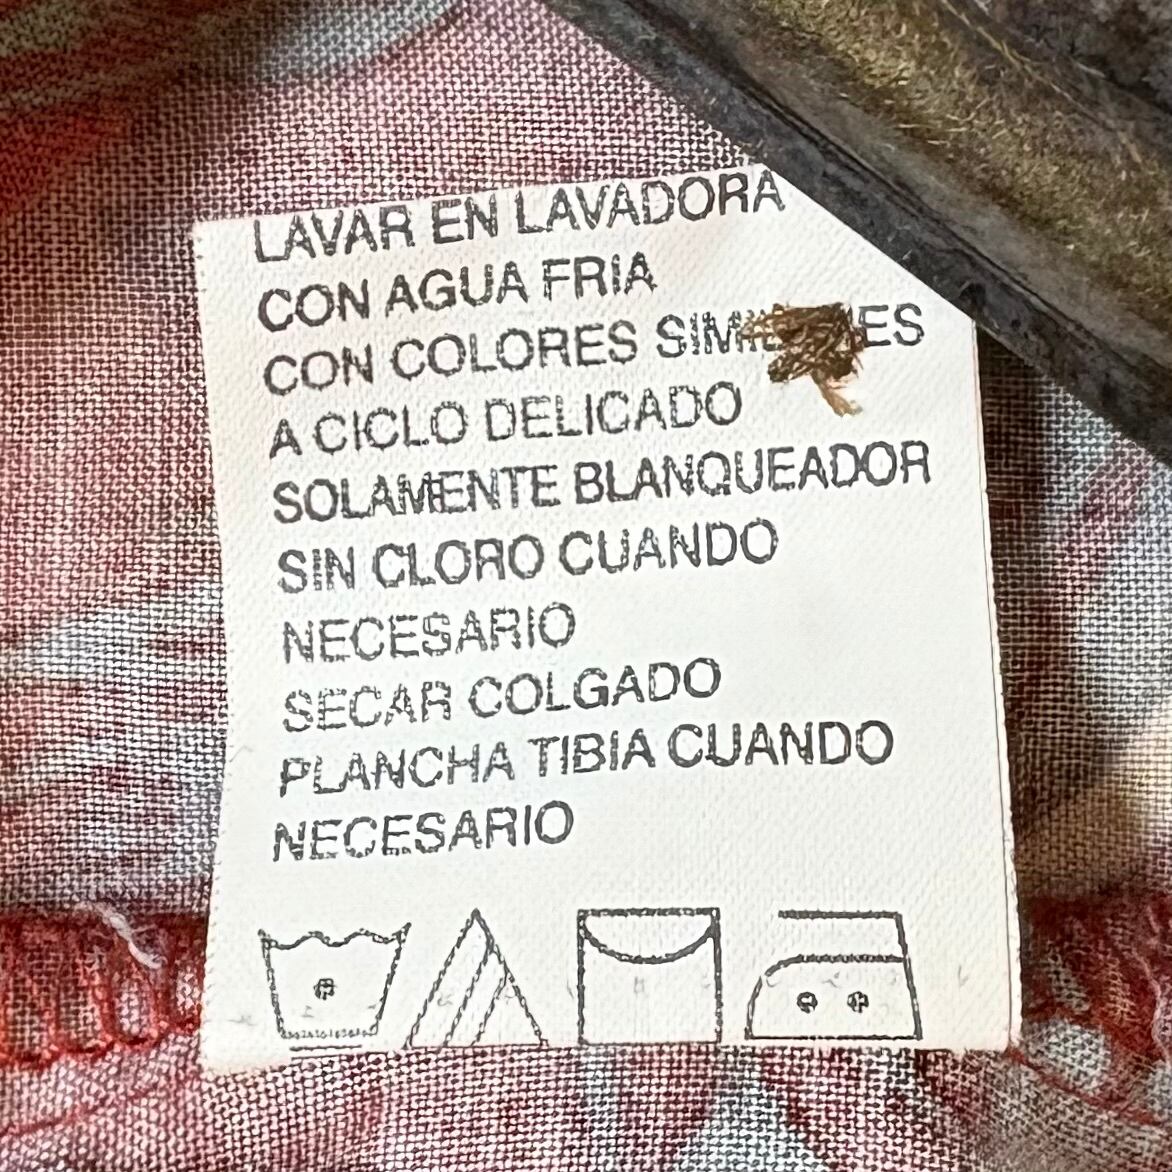 LAVAR EN LAVADORA
CON AGUA FRIA
CON COLORES
A CICLO DELICADO
SOLAMENTE BLANQUEADOR
SIN CLORO CUANDO
NECESARIO
SECAR COLGADO
PLANCHA TIBIA CUANDO
NECESARIO